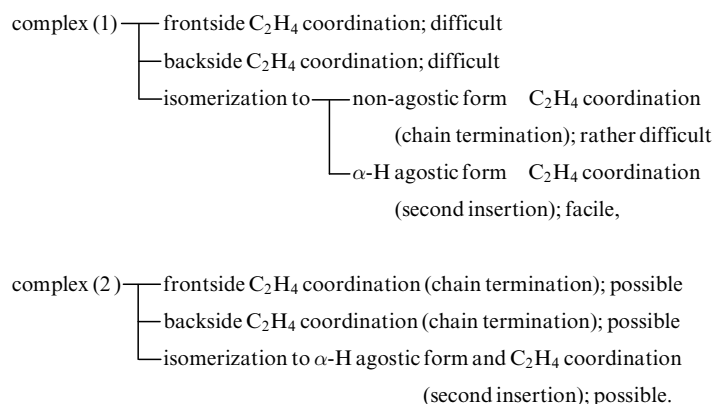 complex (1) frontside C₂H₄ coordination; difficult
backside C₂H₄ coordination; difficult
isomerization to non-agostic form C₂H₄ coordination
(chain termination); rather difficult
α-H agostic form C₂H₄ coordination
(second insertion); facile,
complex (2) frontside C₂H₄ coordination (chain termination); possible
backside C₂H₄ coordination (chain termination); possible
isomerization to α-H agostic form and C₂H₄ coordination
(second insertion); possible.